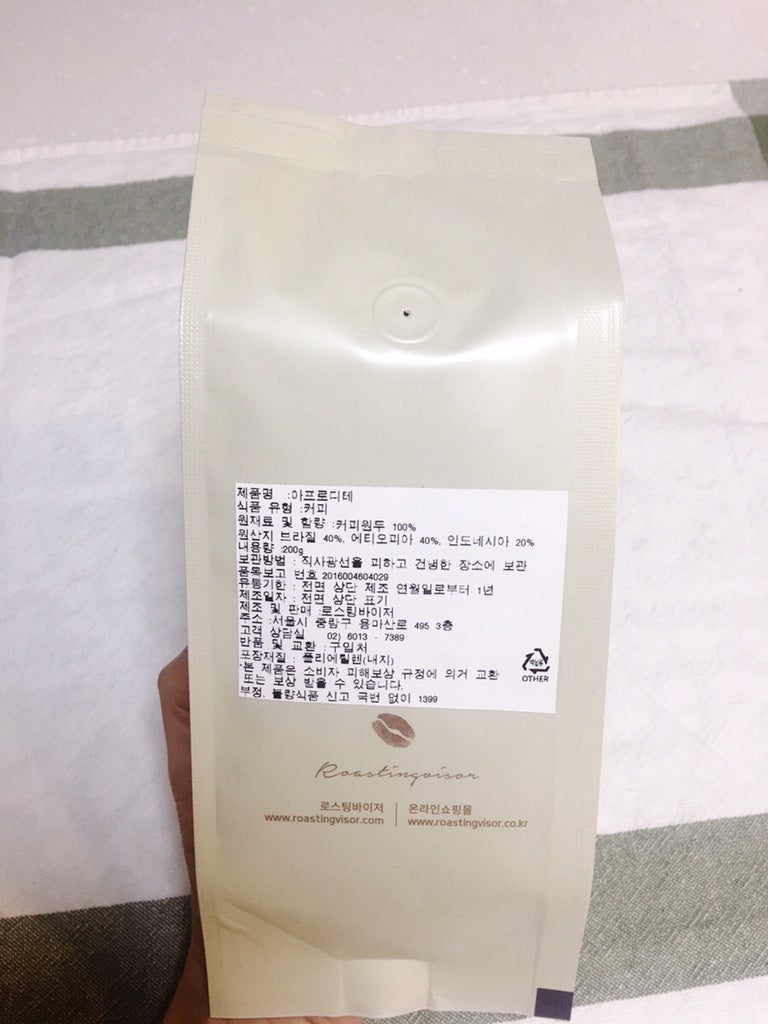 제품명 :아프로디테
식품 유형 :커피
원재료 및 함량 :커피원두 100%
원산지 브라질 40%, 에티오피아 40%, 인도네시아 20%
내용량 :200g
보관방법 : 직사광선을 피하고 건냉한 장소에 보관
품목보고 번호 2016004604029
유통기한 : 전면 상단 제조 연월일로부터 1년
제조일자 : 전면 상단 표기
제조 및 판매 :로스팅바이저
주소 :서울시 중랑구 용마산로 495 3층
고객 상담실 02) 6013 - 7389
반품 및 교환 :구입처
포장재질 : 폴리에틸렌(내지)
*본 제품은 소비자 피해보상 규정에 의거 교환
또는 보상 받을 수 있습니다.
부정, 불량식품 신고 국번 없이 1399
OTHER
Roastingvisor
로스팅바이저
www.roastingvisor.com
온라인쇼핑몰
www.roastingvisor.co.kr